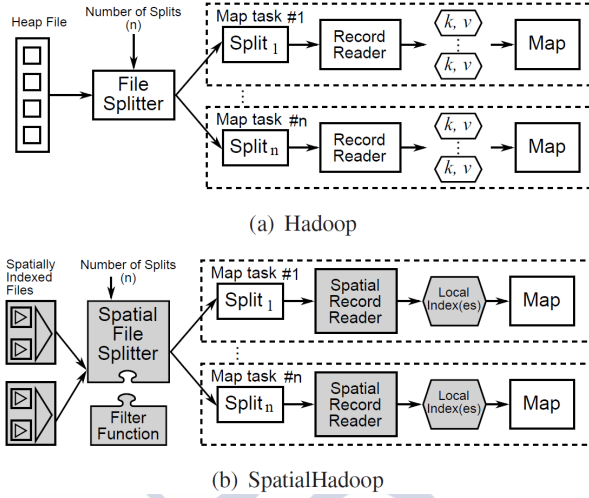 Number of Splits
(n)
Heap File
File
Splitter
Map task #1
Split 1
Record
Reader
k, v
k, v
Map
Map task #n
Split n
Record
Reader
k, v
k, v
Map
(a) Hadoop
Spatially
Indexed
Files
Number of Splits
(n)
Spatial
File
Splitter
Filter
Function
Map task #1
Split 1
Spatial
Record
Reader
Local
Index(es)
Map
Map task #n
Split n
Spatial
Record
Reader
Local
Index(es)
Map
(b) SpatialHadoop